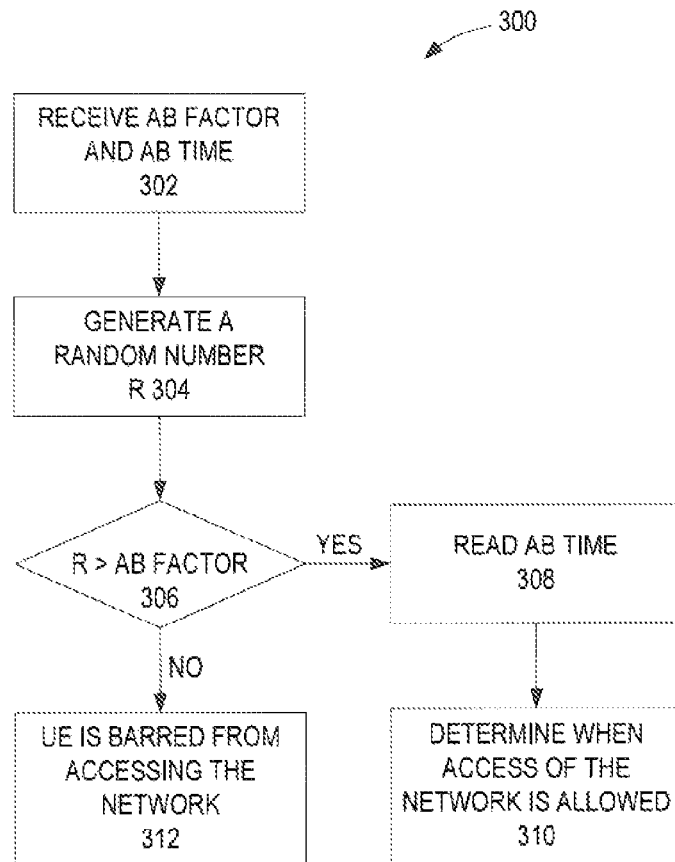 300
RECEIVE AB FACTOR
AND AB TIME
302
GENERATE A
RANDOM NUMBER
R 304
R > AB FACTOR
306
YES
READ AB TIME
308
NO
UE IS BARRED FROM
ACCESSING THE
NETWORK
312
DETERMINE WHEN
ACCESS OF THE
NETWORK IS ALLOWED
310